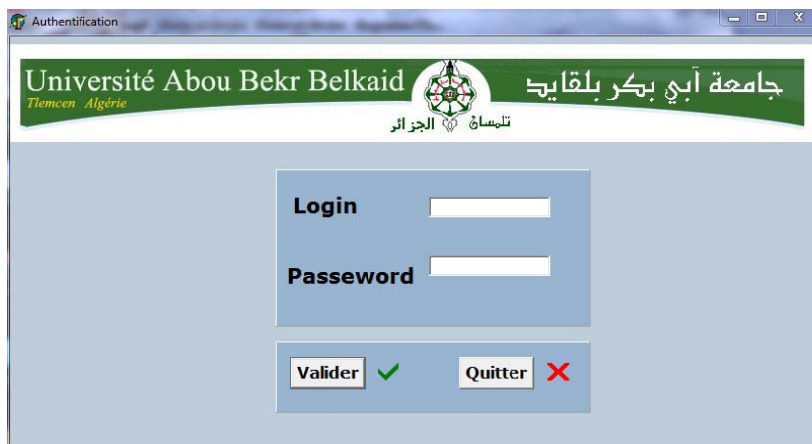 Authentification
Université Abou Bekr Belkaid
جامعة أبي بكر بلقايد
Tlemcen Algérie
تلمسان الجزائر
Login
Passeword
Valider
Quitter